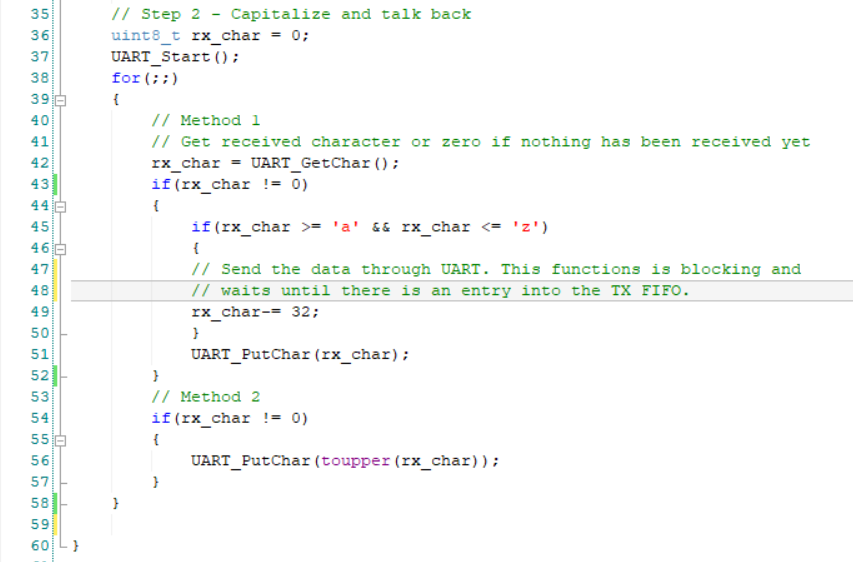 35 // Step 2 - Capitalize and talk back
36 uint8_t rx_char = 0;
37 UART_Start();
38 for(;;)
39 {
40 // Method 1
41 // Get received character or zero if nothing has been received yet
42 rx_char = UART_GetChar();
43 if(rx_char != 0)
44 {
45 if(rx_char >= 'a' && rx_char <= 'z')
46 {
47 // Send the data through UART. This functions is blocking and
48 // waits until there is an entry into the TX FIFO.
49 rx_char-= 32;
50 }
51 UART_PutChar(rx_char);
52 }
53 // Method 2
54 if(rx_char != 0)
55 {
56 UART_PutChar(toupper(rx_char));
57 }
58 }
59
60 }